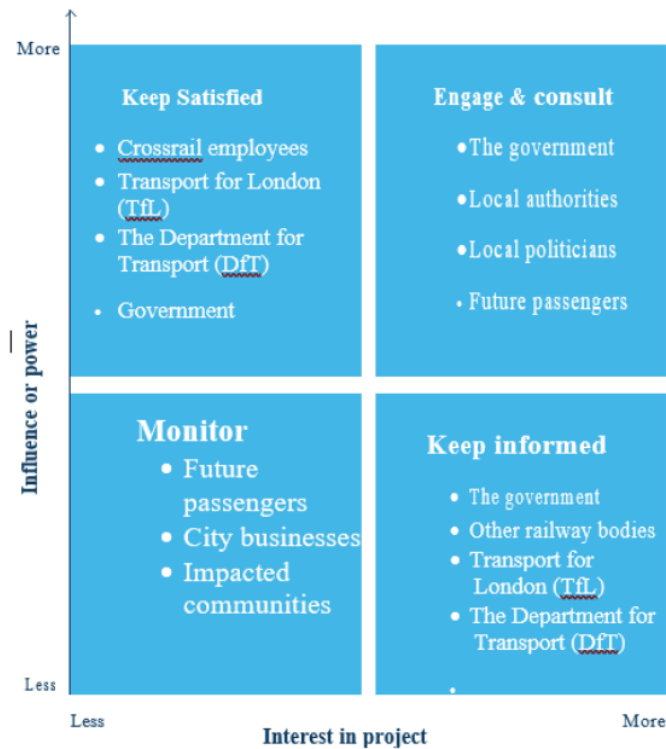 More
Keep Satisfied
• Crossrail employees
• Transport for London
(TfL)
• The Department for
Transport (DfT)
• Government
Engage & consult
•The government
•Local authorities
•Local politicians
• Future passengers
Influence or power
Monitor
• Future
passengers
• City businesses
• Impacted
communities
Keep informed
• The government
• Other railway bodies
• Transport for
London (TfL)
• The Department for
Transport (DfT)
•
Less
Less
Interest in project
More